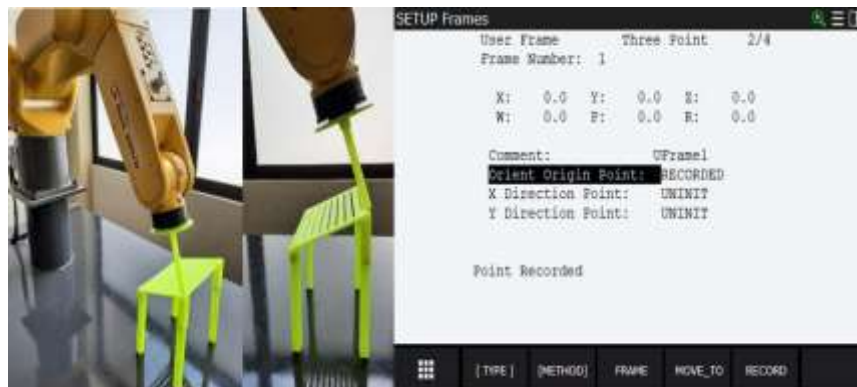 SETUP Frames
User Frame Three Point 2/4
Frame Number: 1
X: 0.0 Y: 0.0 Z: 0.0
W: 0.0 P: 0.0 R: 0.0
Comment: UFrame1
Orient Origin Point: RECORDED
X Direction Point: UNINIT
Y Direction Point: UNINIT
Point Recorded
[ TYPE ] [METHOD] FRAME MOVE_TO RECORD